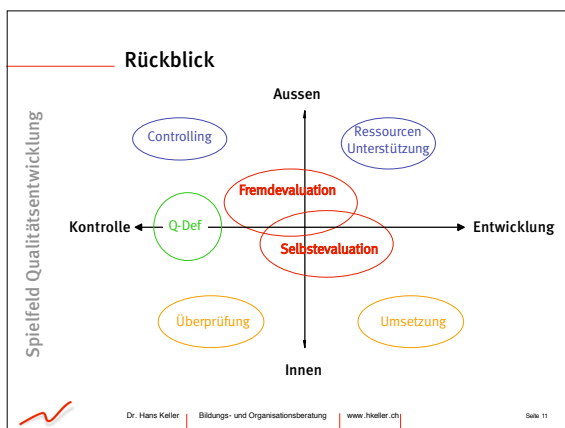 Rückblick
Spielfeld Qualitätsentwicklung
Aussen
Controlling
Ressourcen
Unterstützung
Fremdevaluation
Kontrolle
Q-Def
Entwicklung
Selbstevaluation
Überprüfung
Umsetzung
Innen
Dr. Hans Keller | Bildungs- und Organisationsberatung | www.hkeller.ch | Seite 11